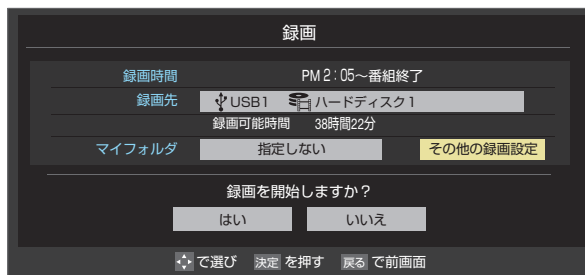 録画
録画時間 PM 2:05～番組終了
録画先 USB1 ハードディスク1
録画可能時間 38時間22分
マイフォルダ 指定しない その他の録画設定
録画を開始しますか？
はい いいえ
で選び 決定 を押す 戻る で前画面